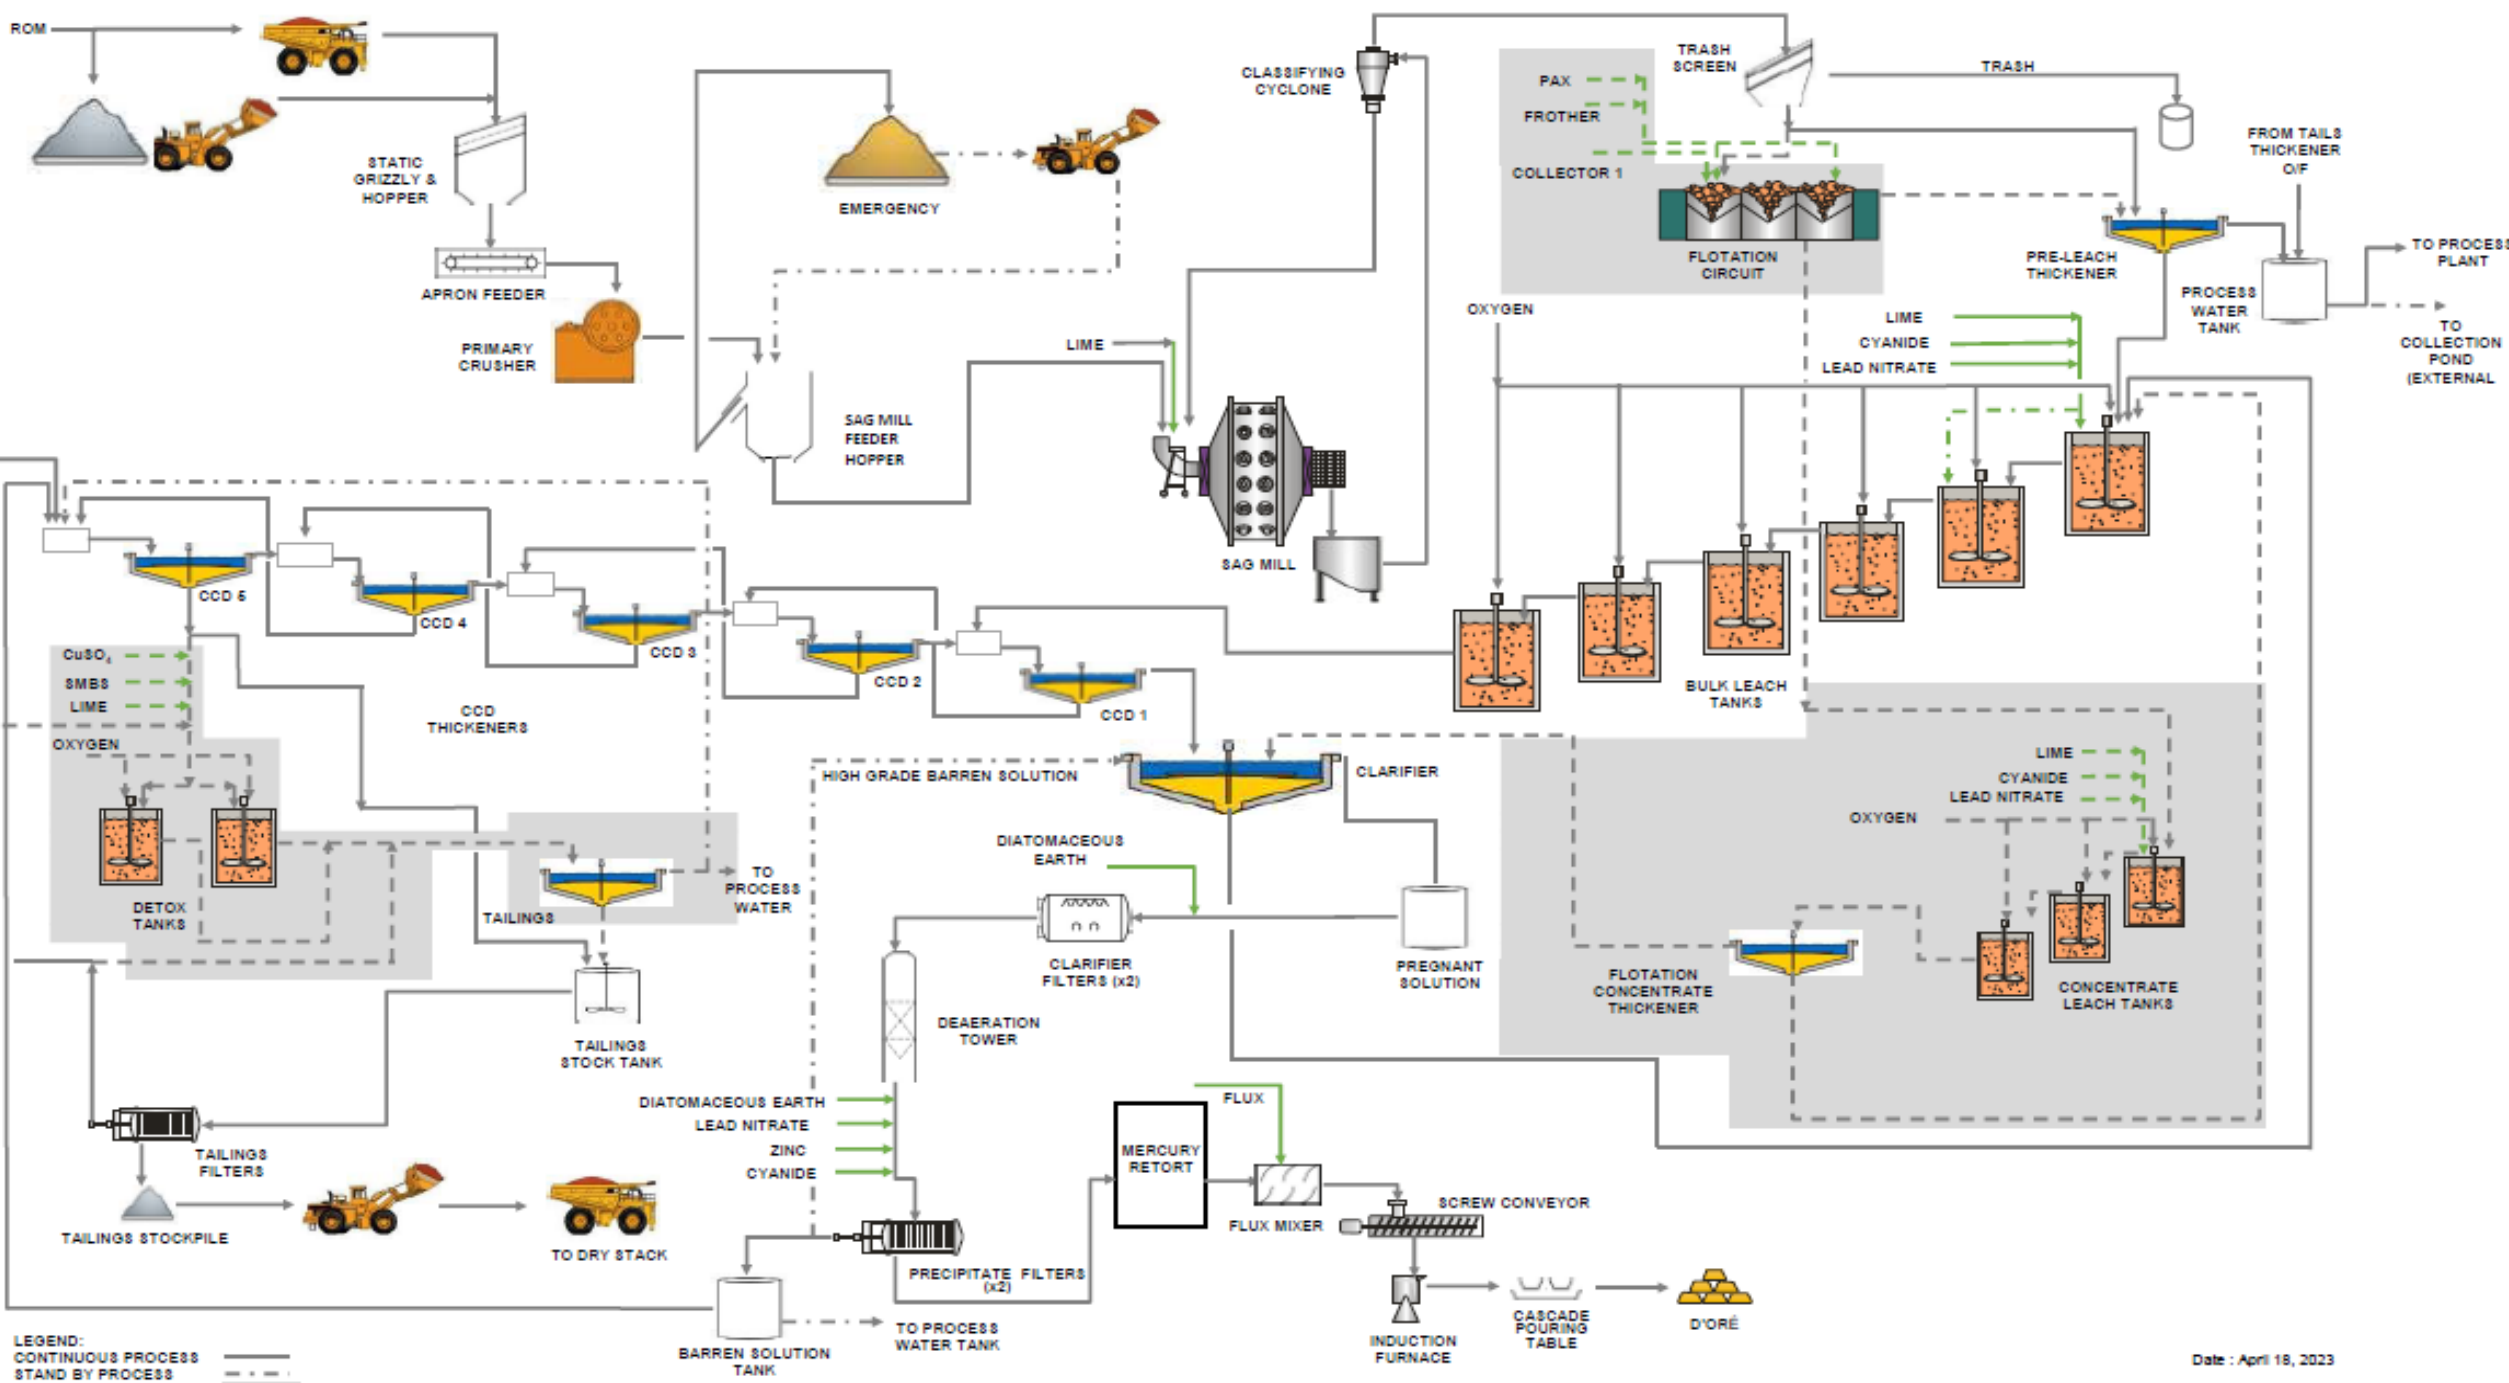 ROM
STATIC
GRIZZLY &
HOPPER
APRON FEEDER
PRIMARY
CRUSHER
EMERGENCY
SAG MILL
FEEDER
HOPPER
LIME
SAG MILL
CLASSIFYING
CYCLONE
TRASH
SCREEN
TRASH
PAX
FROTHER
COLLECTOR 1
FLOTATION
CIRCUIT
FROM TAILS
THICKENER
O/F
PRE-LEACH
THICKENER
PROCESS
WATER
TANK
TO PROCESS
PLANT
TO
COLLECTION
POND
(EXTERNAL
OXYGEN
LIME
CYANIDE
LEAD NITRATE
BULK LEACH
TANKS
CCD 5
CCD 4
CCD 3
CCD 2
CCD 1
CCD
THICKENERS
CuSO₄
SMBS
LIME
OXYGEN
DETOX
TANKS
TAILINGS
TO
PROCESS
WATER
TAILINGS
STOCK TANK
TAILINGS
FILTERS
TAILINGS STOCKPILE
TO DRY STACK
HIGH GRADE BARREN SOLUTION
CLARIFIER
DIATOMACEOUS
EARTH
CLARIFIER
FILTERS (x2)
PREGNANT
SOLUTION
DEAERATION
TOWER
DIATOMACEOUS EARTH
LEAD NITRATE
ZINC
CYANIDE
PRECIPITATE FILTERS
(x2)
BARREN SOLUTION
TANK
TO PROCESS
WATER TANK
MERCURY
RETORT
FLUX
FLUX MIXER
SCREW CONVEYOR
INDUCTION
FURNACE
CASCADE
POURING
TABLE
D'ORÉ
LIME
CYANIDE
LEAD NITRATE
OXYGEN
FLOTATION
CONCENTRATE
THICKENER
CONCENTRATE
LEACH TANKS
LEGEND:
CONTINUOUS PROCESS
STAND BY PROCESS
Date : April 18, 2023